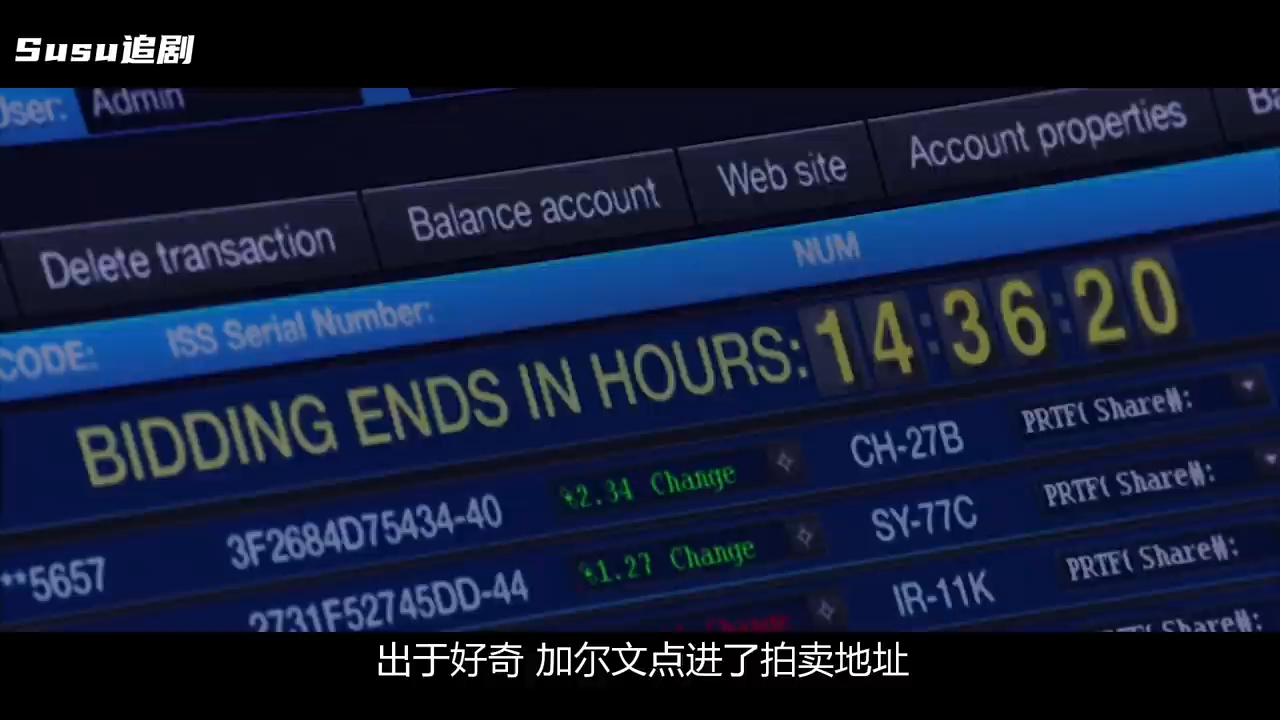 Susu追剧
User: Admin
Delete transaction Balance account Web site Account properties Ba
CODE: ISS Serial Number: NUM
BIDDING ENDS IN HOURS: 14:36:20
**5657 3F2684D75434-40 %2.34 Change CH-27B PRTF( Share#:
2731F52745DD-44 %1.27 Change SY-77C PRTF( Share#:
Change IR-11K PRTF( Share#:
Share#:
出于好奇 加尔文点进了拍卖地址